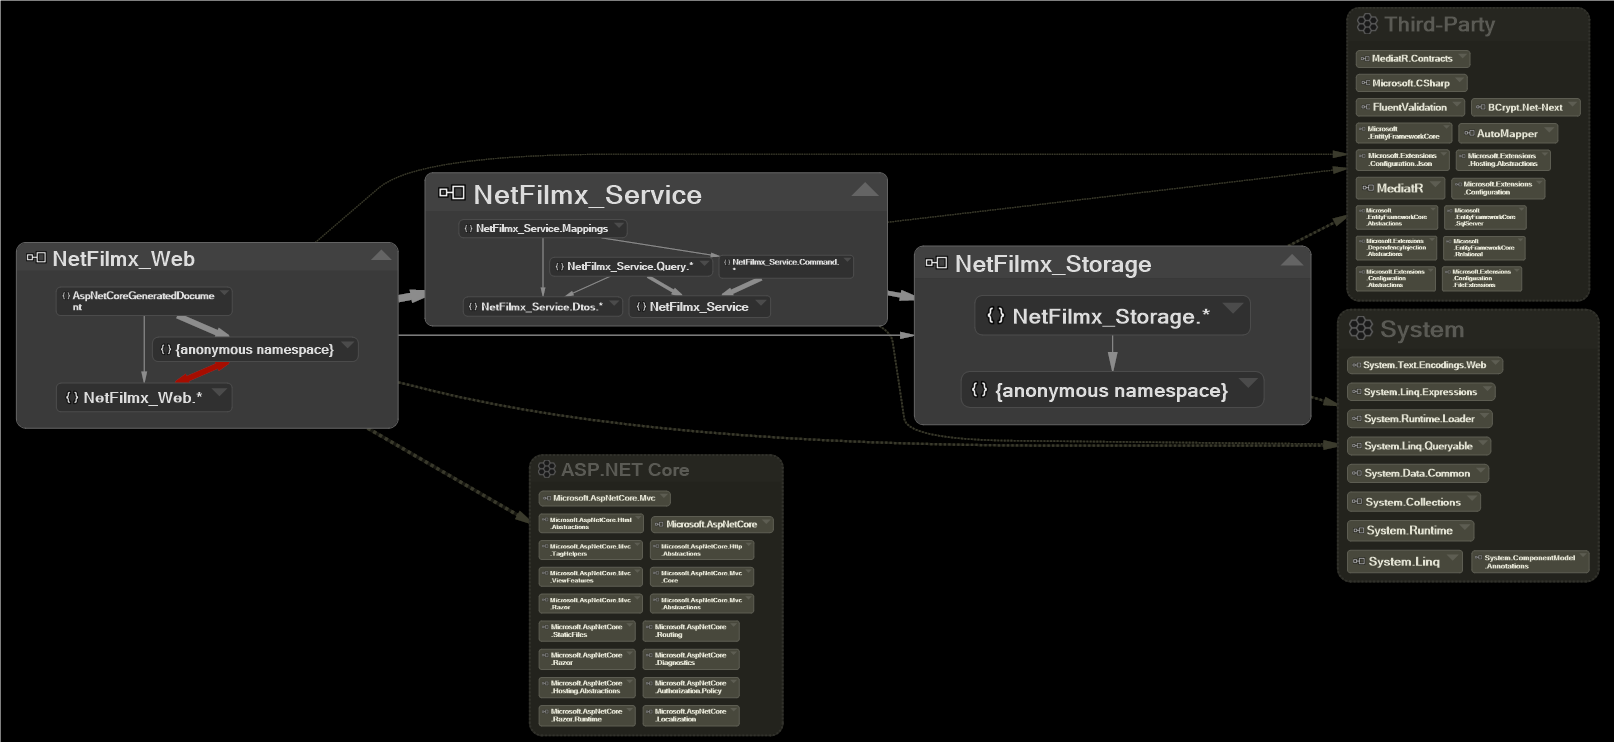 NetFilmx_Web
{} AspNetCoreGeneratedDocume
nt
{} {anonymous namespace}
{} NetFilmx_Web.*
NetFilmx_Service
{} NetFilmx_Service.Mappings
{} NetFilmx_Service.Query.*
{} NetFilmx_Service.Command.
*
{} NetFilmx_Service.Dtos.*
{} NetFilmx_Service
NetFilmx_Storage
{} NetFilmx_Storage.*
{} {anonymous namespace}
Third-Party
MediatR.Contracts
Microsoft.CSharp
FluentValidation
BCrypt.Net-Next
Microsoft
.EntityFrameworkCore
AutoMapper
Microsoft.Extensions
.Configuration.Json
Microsoft.Extensions
.Hosting.Abstractions
MediatR
Microsoft.Extensions
.Configuration
Microsoft
.EntityFrameworkCore
.Abstractions
Microsoft
.EntityFrameworkCore
.SqlServer
Microsoft.Extensions
.DependencyInjection
.Abstractions
Microsoft
.EntityFrameworkCore
.Relational
Microsoft.Extensions
.Configuration
.Abstractions
Microsoft.Extensions
.Configuration
.FileExtensions
System
System.Text.Encodings.Web
System.Linq.Expressions
System.Runtime.Loader
System.Linq.Queryable
System.Data.Common
System.Collections
System.Runtime
System.Linq
System.ComponentModel
.Annotations
ASP.NET Core
Microsoft.AspNetCore.Mvc
Microsoft.AspNetCore.Html
.Abstractions
Microsoft.AspNetCore
Microsoft.AspNetCore.Mvc
.TagHelpers
Microsoft.AspNetCore.Http
.Abstractions
Microsoft.AspNetCore.Mvc
.ViewFeatures
Microsoft.AspNetCore.Mvc
.Core
Microsoft.AspNetCore.Mvc
.Razor
Microsoft.AspNetCore.Mvc
.Abstractions
Microsoft.AspNetCore
.StaticFiles
Microsoft.AspNetCore
.Routing
Microsoft.AspNetCore
.Razor
Microsoft.AspNetCore
.Diagnostics
Microsoft.AspNetCore
.Hosting.Abstractions
Microsoft.AspNetCore
.Authorization.Policy
Microsoft.AspNetCore
.Razor.Runtime
Microsoft.AspNetCore
.Localization